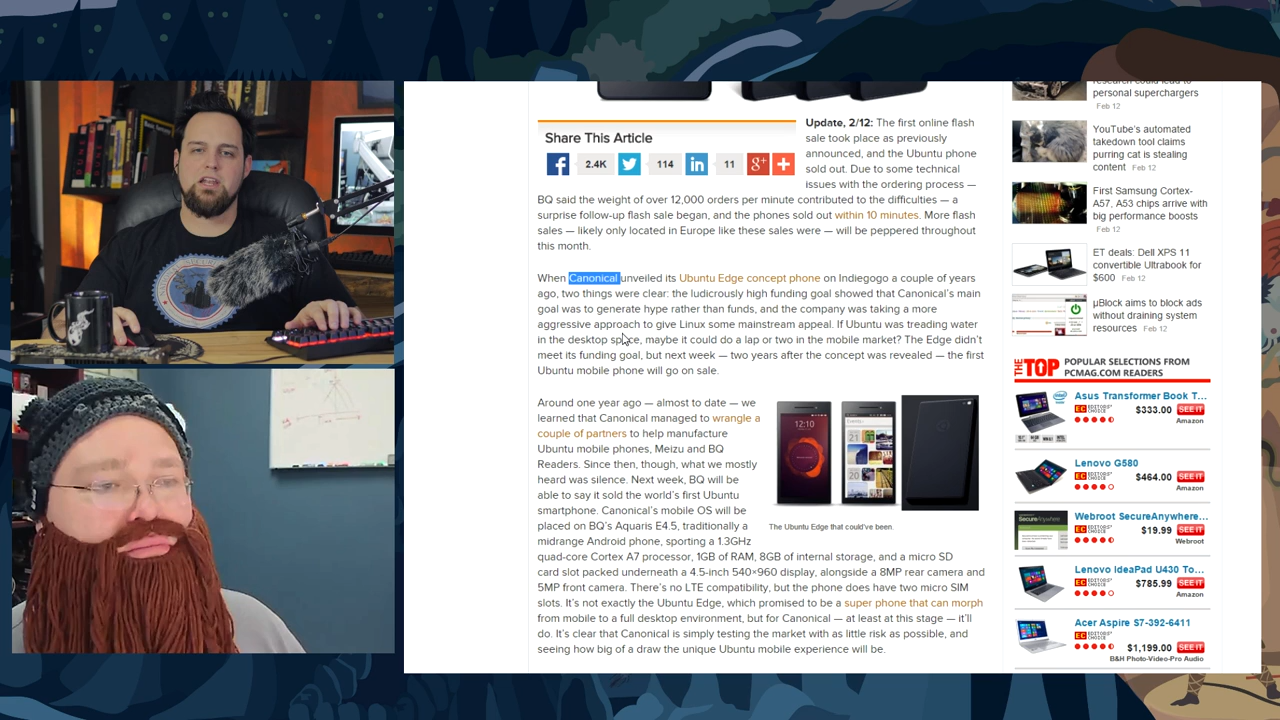 Share This Article
2.4K
114
11
Update, 2/12: The first online flash
sale took place as previously
announced, and the Ubuntu phone
sold out. Due to some technical
issues with the ordering process —
BQ said the weight of over 12,000 orders per minute contributed to the difficulties — a
surprise follow-up flash sale began, and the phones sold out within 10 minutes. More flash
sales — likely only located in Europe like these sales were — will be peppered throughout
this month.
When Canonical unveiled its Ubuntu Edge concept phone on Indiegogo a couple of years
ago, two things were clear: the ludicrously high funding goal showed that Canonical's main
goal was to generate hype rather than funds, and the company was taking a more
aggressive approach to give Linux some mainstream appeal. If Ubuntu was treading water
in the desktop space, maybe it could do a lap or two in the mobile market? The Edge didn't
meet its funding goal, but next week — two years after the concept was revealed — the first
Ubuntu mobile phone will go on sale.
Around one year ago — almost to date — we
learned that Canonical managed to wrangle a
couple of partners to help manufacture
Ubuntu mobile phones, Meizu and BQ
Readers. Since then, though, what we mostly
heard was silence. Next week, BQ will be
able to say it sold the world's first Ubuntu
smartphone. Canonical's mobile OS will be
placed on BQ's Aquaris E4.5, traditionally a
midrange Android phone, sporting a 1.3GHz
quad-core Cortex A7 processor, 1GB of RAM, 8GB of internal storage, and a micro SD
card slot packed underneath a 4.5-inch 540×960 display, alongside a 8MP rear camera and
5MP front camera. There's no LTE compatibility, but the phone does have two micro SIM
slots. It's not exactly the Ubuntu Edge, which promised to be a super phone that can morph
from mobile to a full desktop environment, but for Canonical — at least at this stage — it'll
do. It's clear that Canonical is simply testing the market with as little risk as possible, and
seeing how big of a draw the unique Ubuntu mobile experience will be.
12:10
The Ubuntu Edge that could've been.
research could lead to
personal superchargers
Feb 12
YouTube's automated
takedown tool claims
purring cat is stealing
content Feb 12
First Samsung Cortex-
A57, A53 chips arrive with
big performance boosts
Feb 12
ET deals: Dell XPS 11
convertible Ultrabook for
$600 Feb 12
µBlock aims to block ads
without draining system
resources Feb 12
THE TOP POPULAR SELECTIONS FROM
PCMAG.COM READERS
Asus Transformer Book T...
EDITORS' CHOICE $333.00 SEE IT
Amazon
Lenovo G580
EDITORS' CHOICE $464.00 SEE IT
Amazon
Webroot SecureAnywhere...
EDITORS' CHOICE $19.99 SEE IT
Webroot
Lenovo IdeaPad U430 To...
EDITORS' CHOICE $785.99 SEE IT
Amazon
Acer Aspire S7-392-6411
EDITORS' CHOICE $1,199.00 SEE IT
B&H Photo-Video-Pro Audio